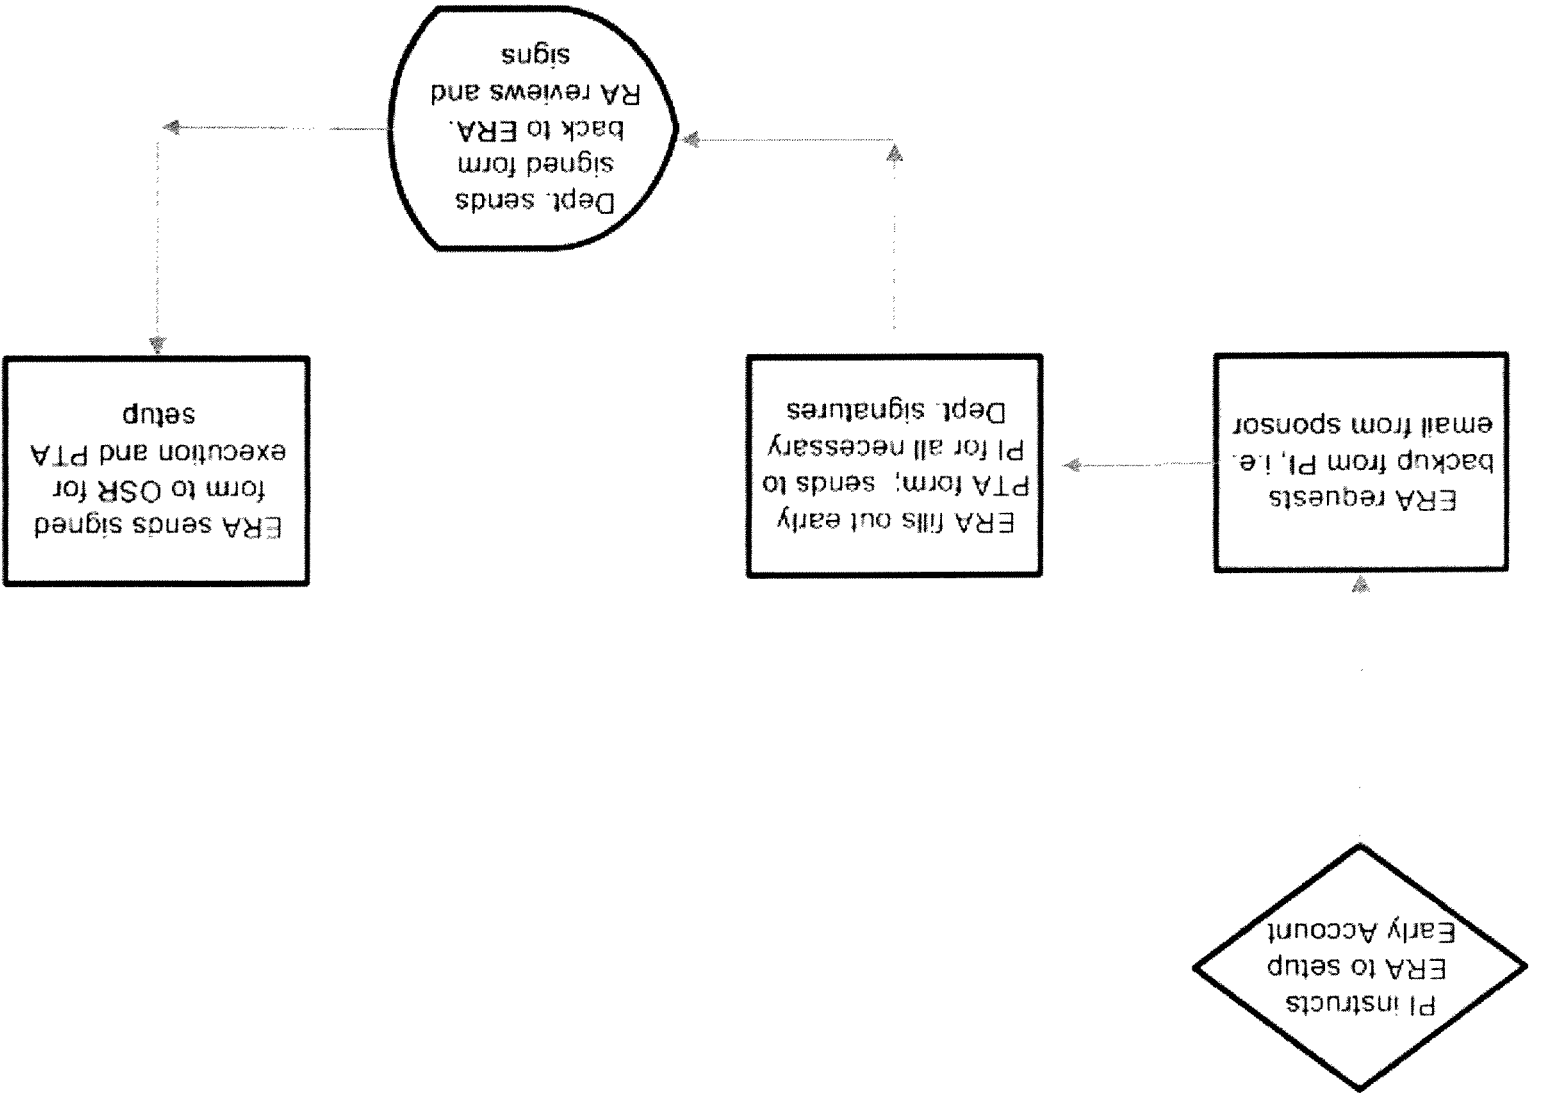 PI instructs
ERA to setup
Early Account
ERA requests
backup from PI, i.e.
email from sponsor
ERA fills out early
PTA form;  sends to
PI for all necessary
Dept. signatures
Dept. sends
signed form
back to ERA.
RA reviews and
signs
ERA sends signed
form to OSR for
execution and PTA
setup